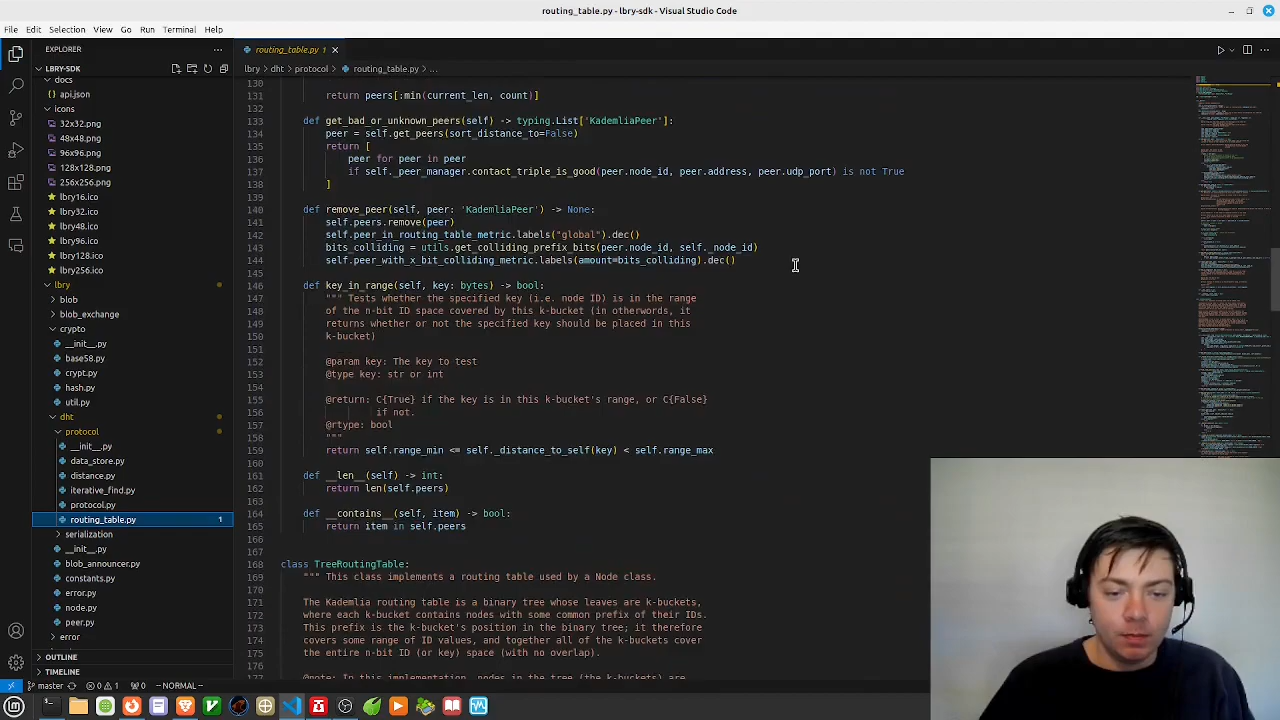 routing_table.py - lbry-sdk - Visual Studio Code
File Edit Selection View Go Run Terminal Help
EXPLORER
LBRY-SDK
docs
api.json
icons
32x32.png
48x48.png
96x96.png
128x128.png
256x256.png
lbry16.ico
lbry32.ico
lbry48.ico
lbry96.ico
lbry128.ico
lbry256.ico
lbry
blob
blob_exchange
crypto
__init__.py
base58.py
crypt.py
hash.py
util.py
dht
protocol
__init__.py
data_store.py
distance.py
iterative_find.py
protocol.py
routing_table.py 1
serialization
__init__.py
blob_announcer.py
constants.py
error.py
node.py
peer.py
error
OUTLINE
TIMELINE
routing_table.py 1
lbry > dht > protocol > routing_table.py > ...
130
131 return peers[:min(current_len, count)]
132
133 def get_bad_or_unknown_peers(self) -> typing.List['KademliaPeer']:
134 peer = self.get_peers(sort_distance_to=False)
135 return [
136 peer for peer in peer
137 if self._peer_manager.contact_triple_is_good(peer.node_id, peer.address, peer.udp_port) is not True
138 ]
139
140 def remove_peer(self, peer: 'KademliaPeer') -> None:
141 self.peers.remove(peer)
142 self.peer_in_routing_table_metric.labels("global").dec()
143 bits_colliding = utils.get_colliding_prefix_bits(peer.node_id, self._node_id)
144 self.peer_with_x_bit_colliding_metric.labels(amount=bits_colliding).dec()
145
146 def key_in_range(self, key: bytes) -> bool:
147 """ Tests whether the specified key (i.e. node ID) is in the range
148 of the n-bit ID space covered by this k-bucket (in otherwords, it
149 returns whether or not the specified key should be placed in this
150 k-bucket)
151
152 @param key: The key to test
153 @type key: str or int
154
155 @return: C{True} if the key is in this k-bucket's range, or C{False}
156 if not.
157 @rtype: bool
158 """
159 return self.range_min <= self._distance_to_self(key) < self.range_max
160
161 def __len__(self) -> int:
162 return len(self.peers)
163
164 def __contains__(self, item) -> bool:
165 return item in self.peers
166
167
168 class TreeRoutingTable:
169 """ This class implements a routing table used by a Node class.
170
171 The Kademlia routing table is a binary tree whose leaves are k-buckets,
172 where each k-bucket contains nodes with some common prefix of their IDs.
173 This prefix is the k-bucket's position in the binary tree; it therefore
174 covers some range of ID values, and together all of the k-buckets cover
175 the entire n-bit ID (or key) space (with no overlap).
176
177 @note: In this implementation, nodes in the tree (the k-buckets) are
master 0 1 0 -- NORMAL --